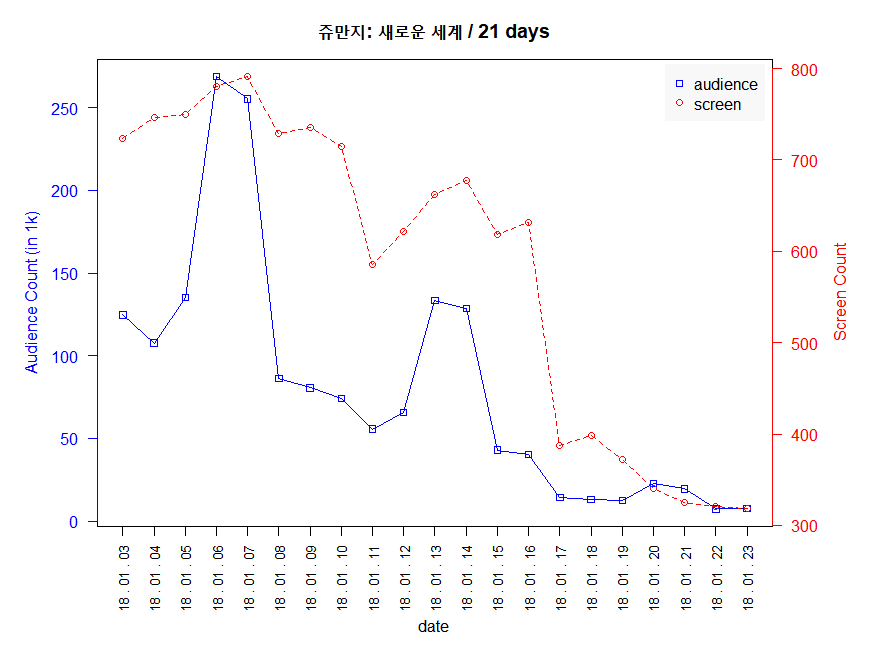 쥬만지: 새로운 세계 / 21 days
audience
screen
Audience Count (in 1k)
0
50
100
150
200
250
Screen Count
300
400
500
600
700
800
18 . 01 . 03
18 . 01 . 04
18 . 01 . 05
18 . 01 . 06
18 . 01 . 07
18 . 01 . 08
18 . 01 . 09
18 . 01 . 10
18 . 01 . 11
18 . 01 . 12
18 . 01 . 13
18 . 01 . 14
18 . 01 . 15
18 . 01 . 16
18 . 01 . 17
18 . 01 . 18
18 . 01 . 19
18 . 01 . 20
18 . 01 . 21
18 . 01 . 22
18 . 01 . 23
date